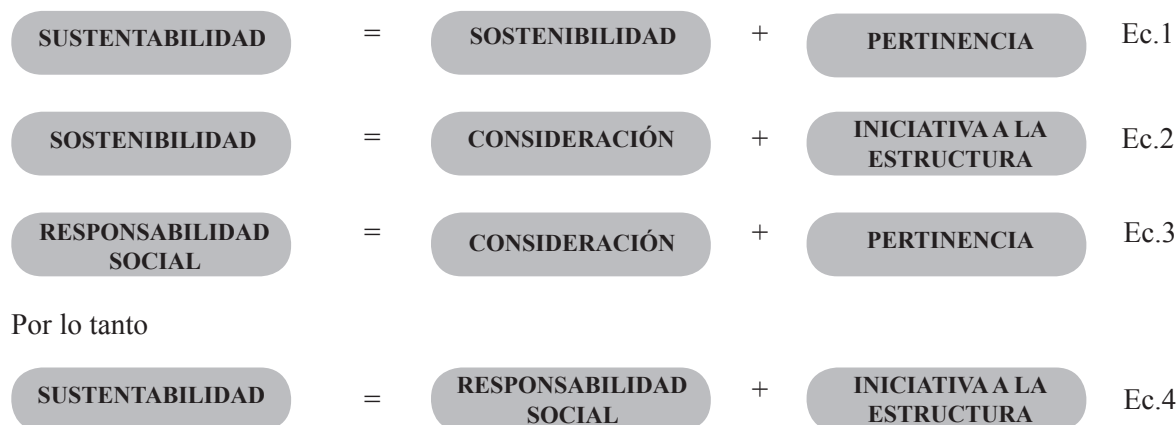 SUSTENTABILIDAD = SOSTENIBILIDAD + PERTINENCIA Ec.1
SOSTENIBILIDAD = CONSIDERACIÓN + INICIATIVA A LA ESTRUCTURA Ec.2
RESPONSABILIDAD SOCIAL = CONSIDERACIÓN + PERTINENCIA Ec.3
Por lo tanto
SUSTENTABILIDAD = RESPONSABILIDAD SOCIAL + INICIATIVA A LA ESTRUCTURA Ec.4